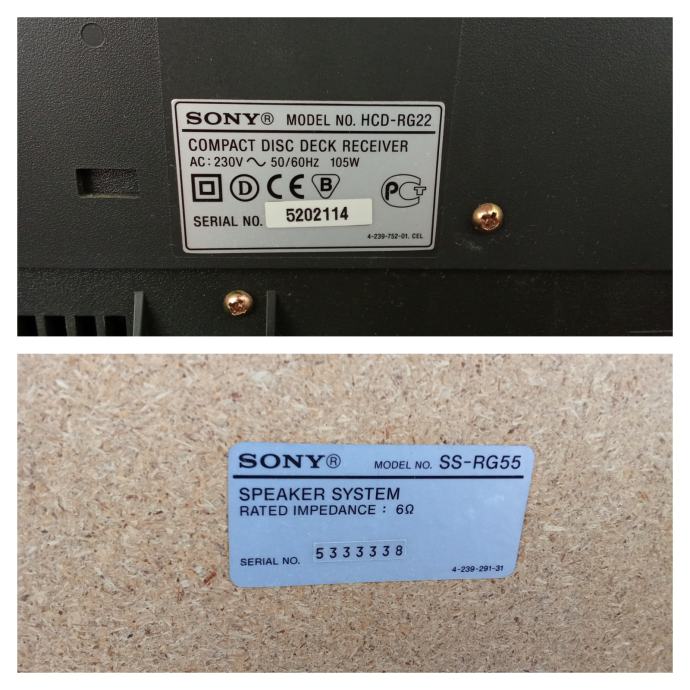 SONY® MODEL NO. HCD-RG22
COMPACT DISC DECK RECEIVER
AC: 230V ~ 50/60HZ 105W
D CE B PCT
SERIAL NO. 5202114
4-239-752-01, CEL
SONY® MODEL NO. SS-RG55
SPEAKER SYSTEM
RATED IMPEDANCE : 6Ω
SERIAL NO. 5333338
4-239-291-31